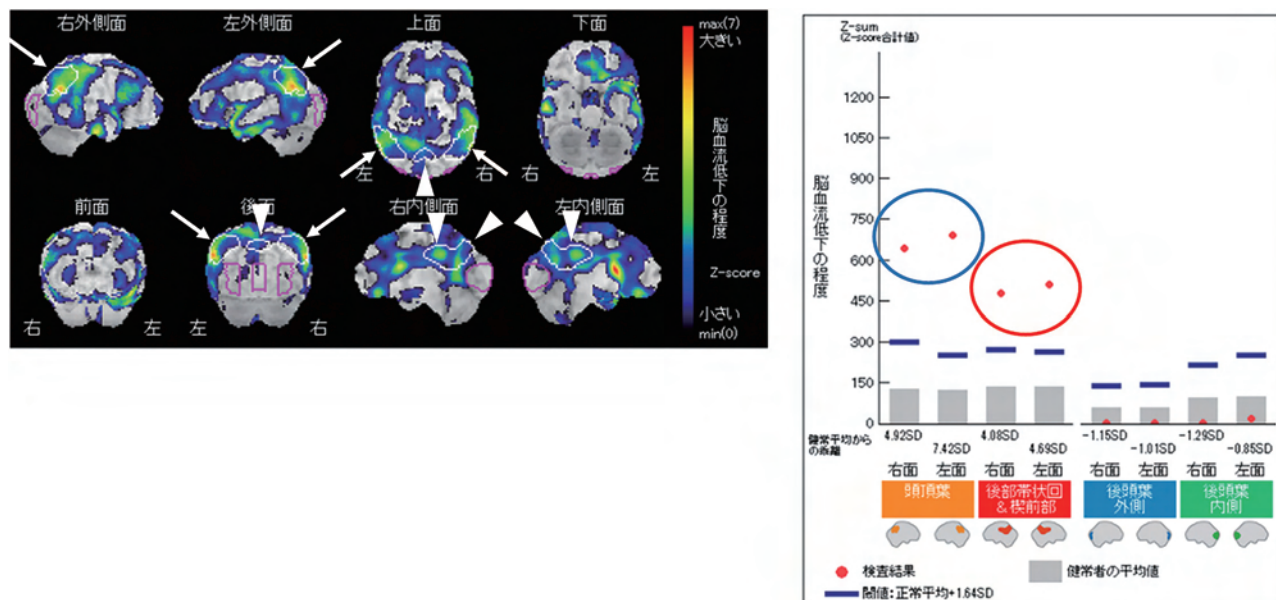 右外側面
左外側面
上面
下面
max(7)
大きい
脳血流低下の程度
左
右
右
左
前面
後面
右内側面
左内側面
Z-score
小さい
min(0)
右
左
左
右
Z-sum
(Z-score合計値)
脳血流低下の程度
1200
1050
900
750
600
450
300
150
0
健常平均から
の乖離
4.92SD
7.42SD
4.08SD
4.69SD
-1.15SD
-1.01SD
-1.29SD
-0.85SD
右面 左面 右面 左面 右面 左面 右面 左面
頭頂葉
後部帯状回
&楔前部
後頭葉
外側
後頭葉
内側
検査結果
健常者の平均値
閾値:正常平均+1.64SD